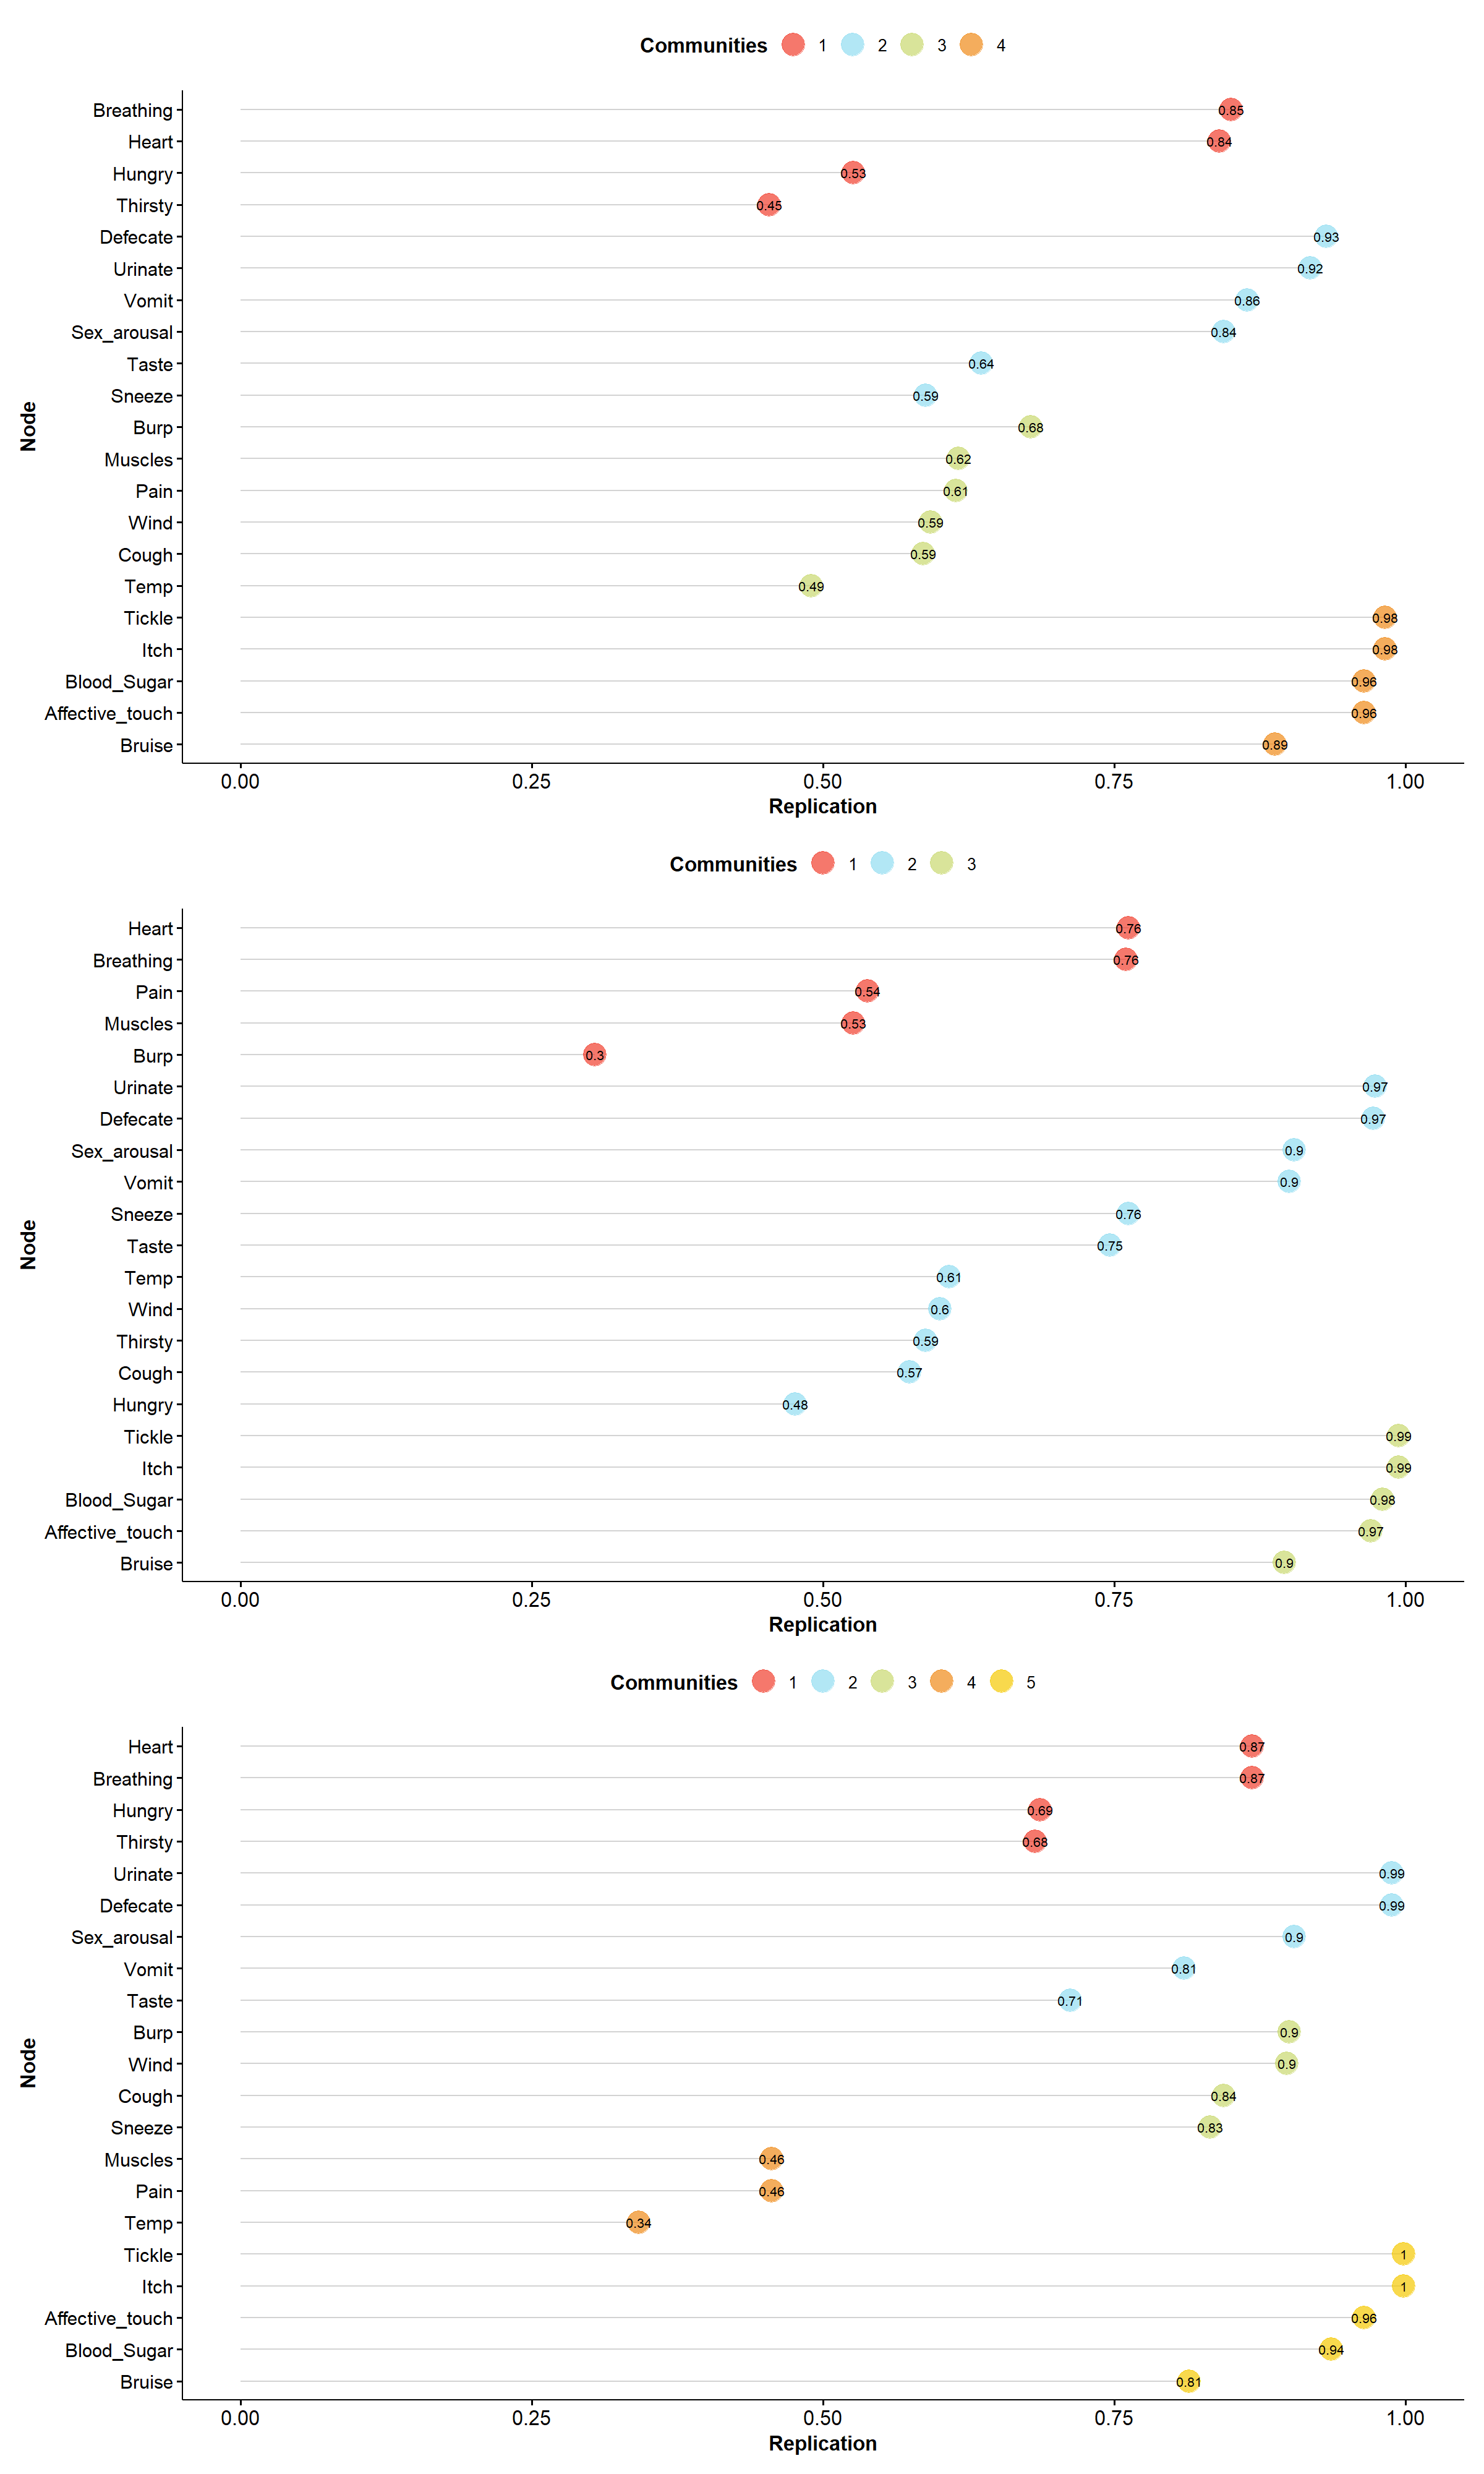 Communities 1 2 3 4
Breathing 0.85
Heart 0.84
Hungry 0.53
Thirsty 0.45
Defecate 0.93
Urinate 0.92
Vomit 0.86
Sex_arousal 0.84
Taste 0.64
Sneeze 0.59
Node
Burp 0.68
Muscles 0.62
Pain 0.61
Wind 0.59
Cough 0.59
Temp 0.49
Tickle 0.98
Itch 0.98
Blood_Sugar 0.96
Affective_touch 0.96
Bruise 0.89
0.00 0.25 0.50 0.75 1.00
Replication
Communities 1 2 3
Heart 0.76
Breathing 0.76
Pain 0.54
Muscles 0.53
Burp 0.3
Urinate 0.97
Defecate 0.97
Sex_arousal 0.9
Vomit 0.9
Sneeze 0.76
Node
Taste 0.75
Temp 0.61
Wind 0.6
Thirsty 0.59
Cough 0.57
Hungry 0.48
Tickle 0.99
Itch 0.99
Blood_Sugar 0.98
Affective_touch 0.97
Bruise 0.9
0.00 0.25 0.50 0.75 1.00
Replication
Communities 1 2 3 4 5
Heart 0.87
Breathing 0.87
Hungry 0.69
Thirsty 0.68
Urinate 0.99
Defecate 0.99
Sex_arousal 0.9
Vomit 0.81
Taste 0.71
Burp 0.9
Node
Wind 0.9
Cough 0.84
Sneeze 0.83
Muscles 0.46
Pain 0.46
Temp 0.34
Tickle 1
Itch 1
Affective_touch 0.96
Blood_Sugar 0.94
Bruise 0.81
0.00 0.25 0.50 0.75 1.00
Replication